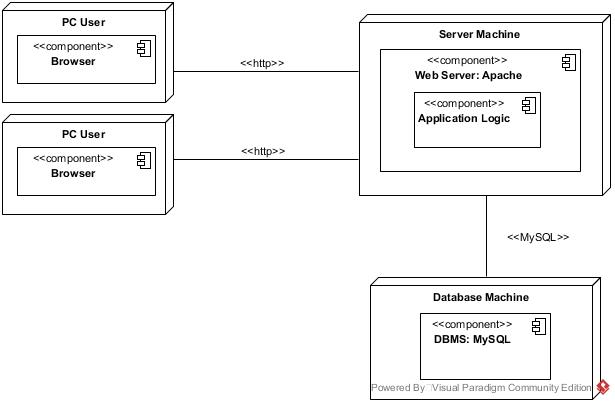 PC User
<<component>>
Browser
<<http>>
Server Machine
<<component>>
Web Server: Apache
<<component>>
Application Logic
PC User
<<component>>
Browser
<<http>>
<<MySQL>>
Database Machine
<<component>>
DBMS: MySQL
Powered By Visual Paradigm Community Edition